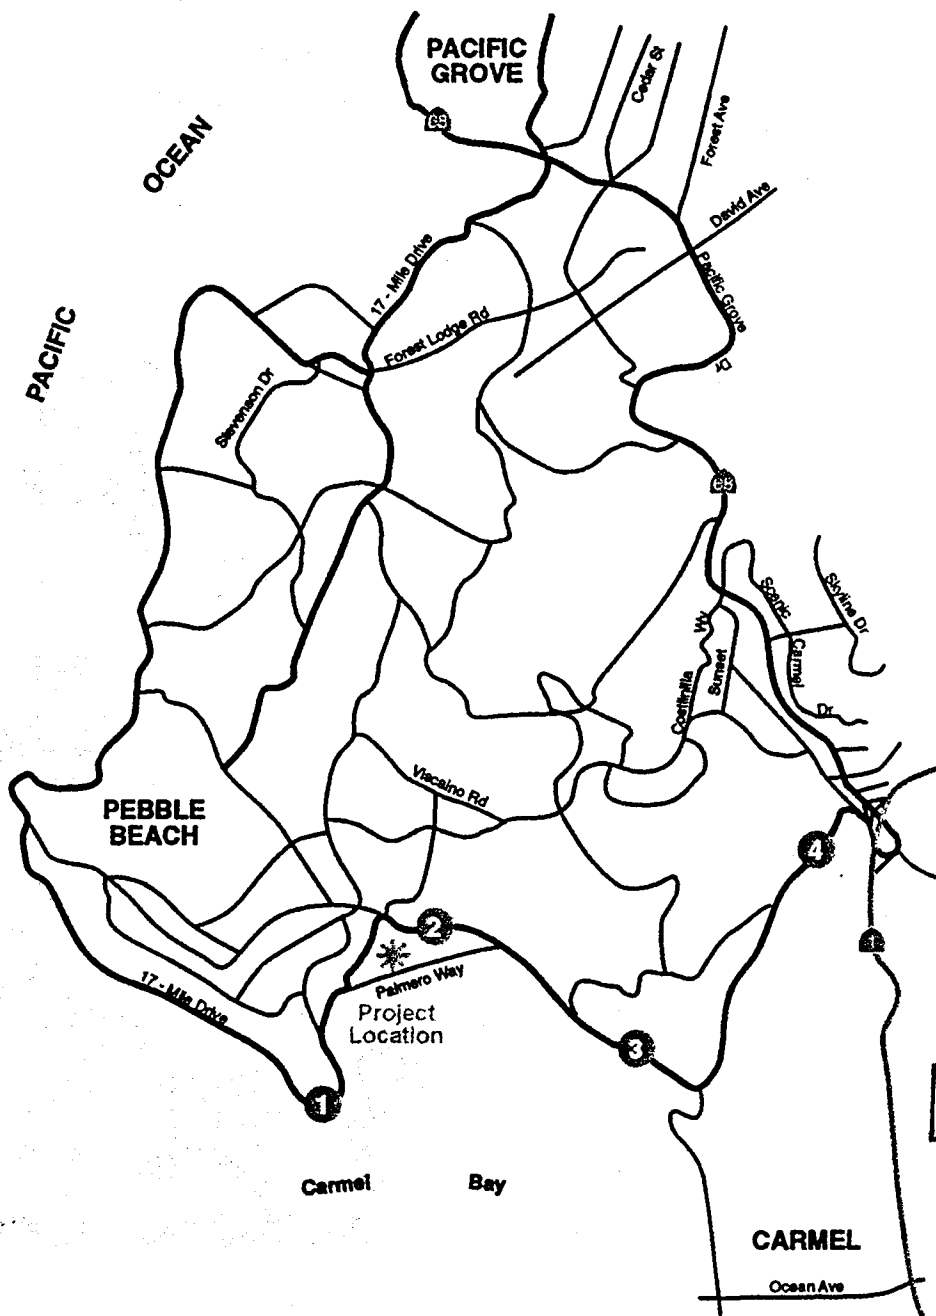 PACIFIC
GROVE
Cedar St
68
Forest Ave
OCEAN
David Ave
17 - Mile Drive
Pacific Grove
Dr
PACIFIC
Forest Lodge Rd
Stevenson Dr
68
Scenic
Skyline Dr
Wy
Carmel
Sunset
Costinilla
Dr
Viscaino Rd
PEBBLE
BEACH
4
2
1
Palmero Way
17 - Mile Drive
Project
Location
3
1
Carmel Bay
CARMEL
Ocean Ave